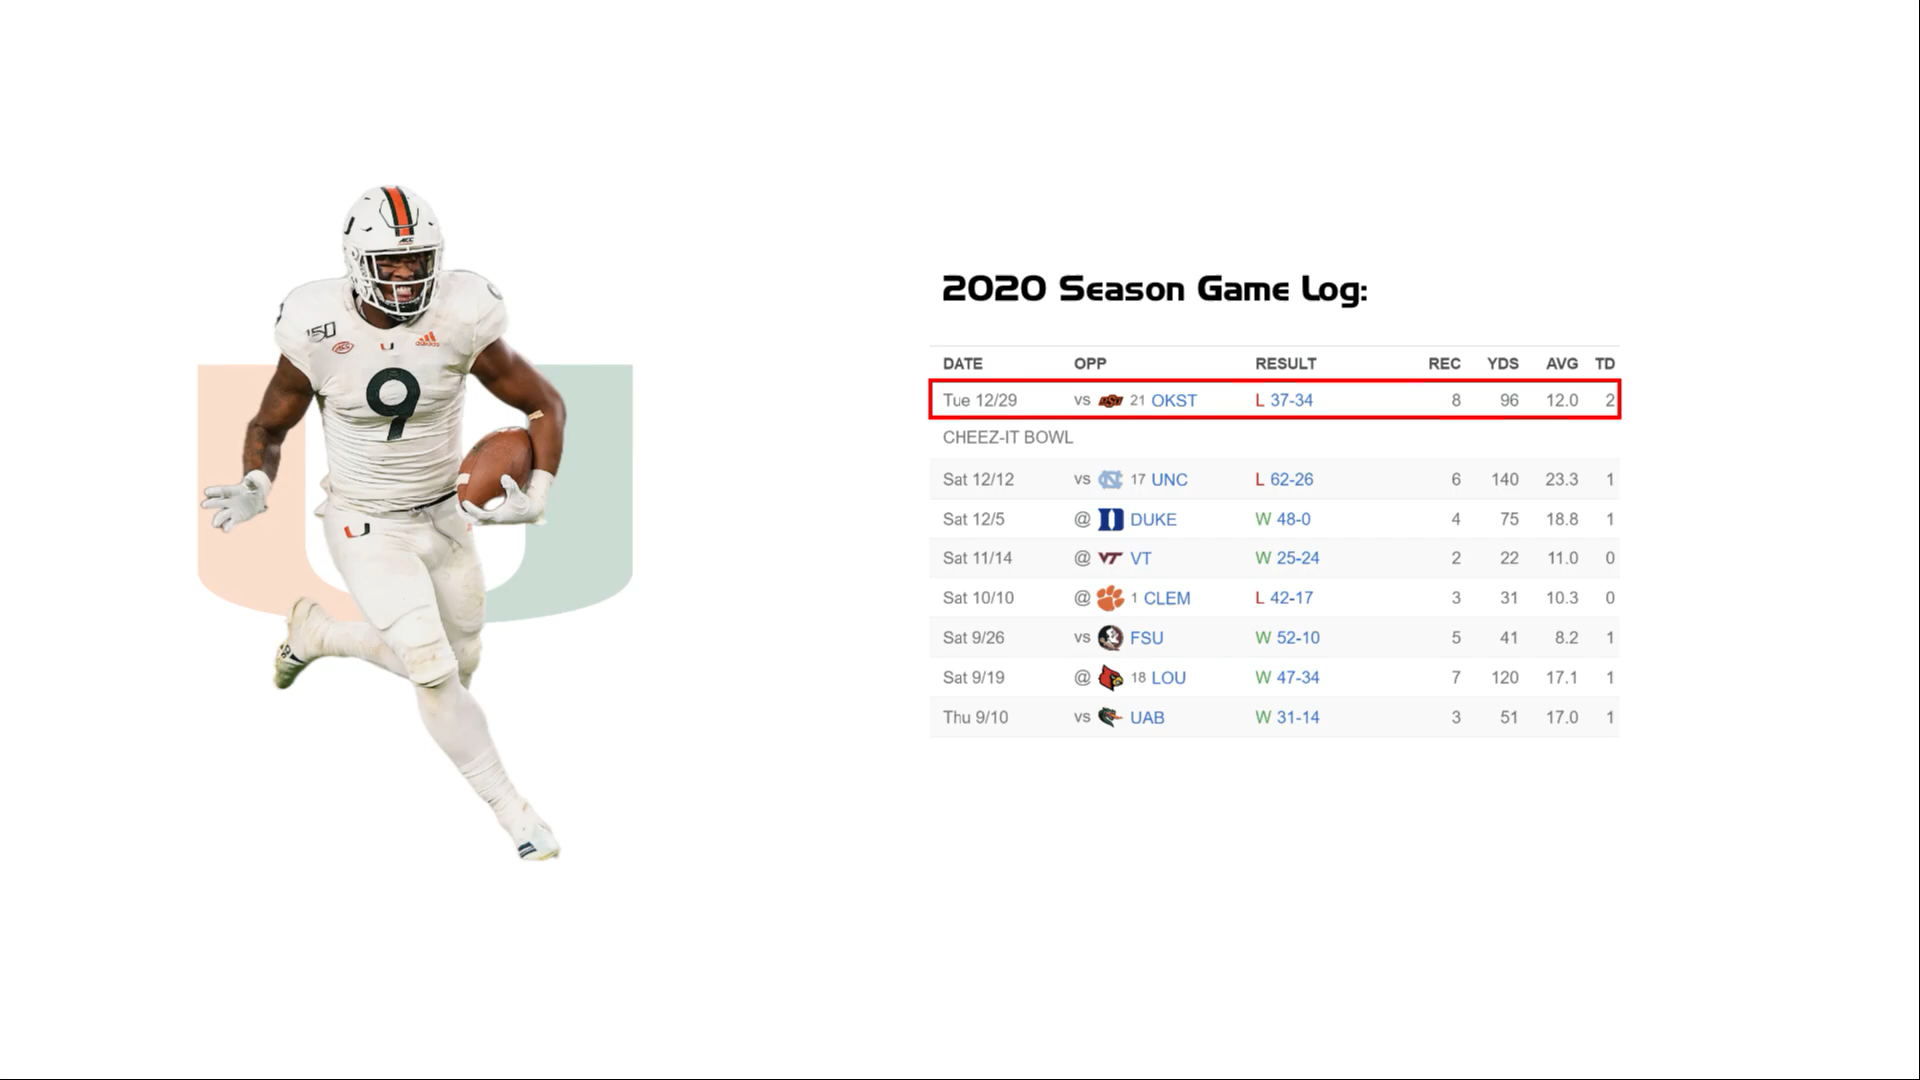 2020 Season Game Log:
DATE OPP RESULT REC YDS AVG TD
Tue 12/29 vs 21 OKST L 37-34 8 96 12.0 2
CHEEZ-IT BOWL
Sat 12/12 vs 17 UNC L 62-26 6 140 23.3 1
Sat 12/5 @ DUKE W 48-0 4 75 18.8 1
Sat 11/14 @ VT VT W 25-24 2 22 11.0 0
Sat 10/10 @ 1 CLEM L 42-17 3 31 10.3 0
Sat 9/26 vs FSU W 52-10 5 41 8.2 1
Sat 9/19 @ 18 LOU W 47-34 7 120 17.1 1
Thu 9/10 vs UAB W 31-14 3 51 17.0 1
150
ACC
adidas
9
U